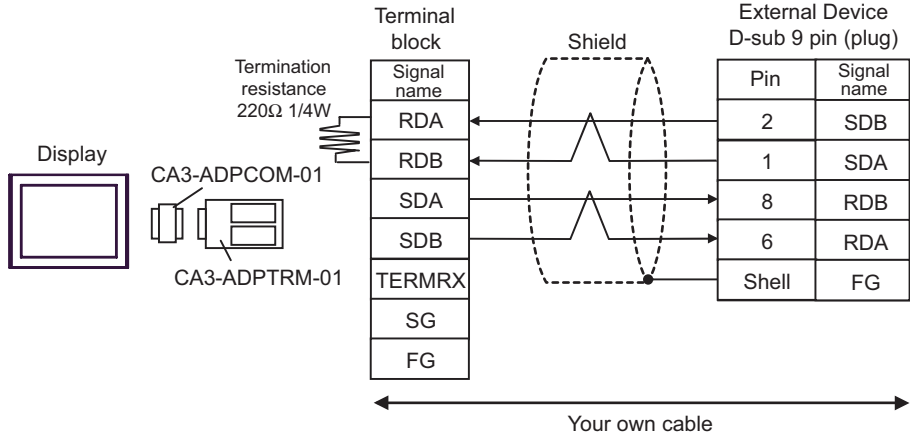 Terminal
block
External Device
D-sub 9 pin (plug)
Shield
Termination
resistance
220Ω 1/4W
Signal
name
Pin
Signal
name
RDA
2
SDB
RDB
1
SDA
Display
CA3-ADPCOM-01
SDA
8
RDB
SDB
6
RDA
CA3-ADPTRM-01
TERMRX
Shell
FG
SG
FG
Your own cable